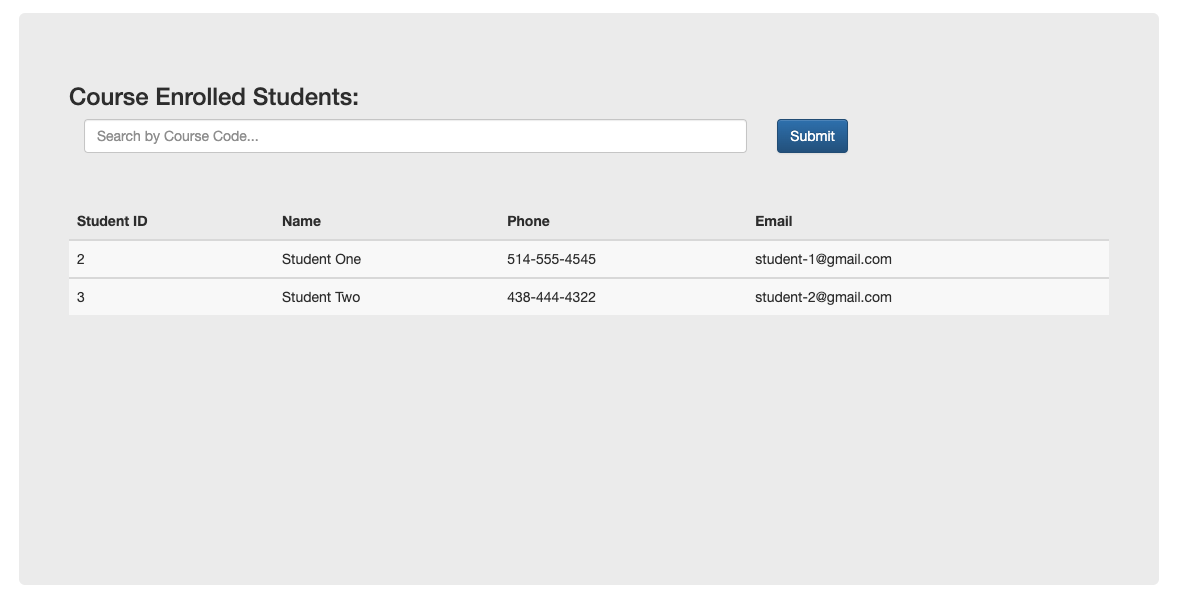 Course Enrolled Students:
Search by Course Code... Submit
Student ID Name Phone Email
2 Student One 514-555-4545 student-1@gmail.com
3 Student Two 438-444-4322 student-2@gmail.com